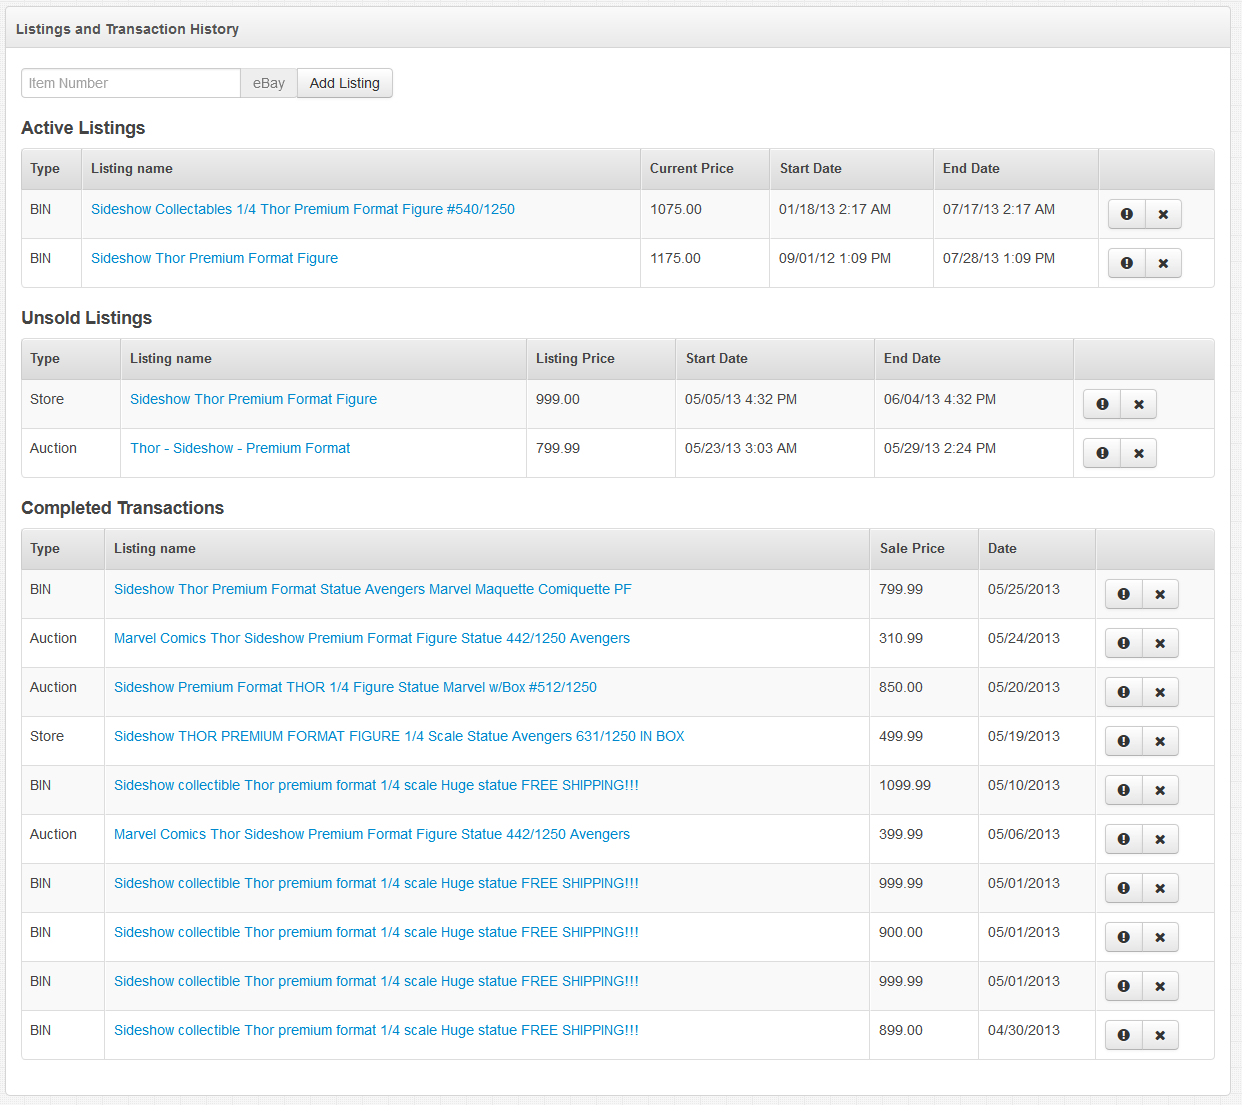 Listings and Transaction History
Item Number eBay Add Listing
Active Listings
Type Listing name Current Price Start Date End Date
BIN Sideshow Collectables 1/4 Thor Premium Format Figure #540/1250 1075.00 01/18/13 2:17 AM 07/17/13 2:17 AM
BIN Sideshow Thor Premium Format Figure 1175.00 09/01/12 1:09 PM 07/28/13 1:09 PM
Unsold Listings
Type Listing name Listing Price Start Date End Date
Store Sideshow Thor Premium Format Figure 999.00 05/05/13 4:32 PM 06/04/13 4:32 PM
Auction Thor - Sideshow - Premium Format 799.99 05/23/13 3:03 AM 05/29/13 2:24 PM
Completed Transactions
Type Listing name Sale Price Date
BIN Sideshow Thor Premium Format Statue Avengers Marvel Maquette Comiquette PF 799.99 05/25/2013
Auction Marvel Comics Thor Sideshow Premium Format Figure Statue 442/1250 Avengers 310.99 05/24/2013
Auction Sideshow Premium Format THOR 1/4 Figure Statue Marvel w/Box #512/1250 850.00 05/20/2013
Store Sideshow THOR PREMIUM FORMAT FIGURE 1/4 Scale Statue Avengers 631/1250 IN BOX 499.99 05/19/2013
BIN Sideshow collectible Thor premium format 1/4 scale Huge statue FREE SHIPPING!!! 1099.99 05/10/2013
Auction Marvel Comics Thor Sideshow Premium Format Figure Statue 442/1250 Avengers 399.99 05/06/2013
BIN Sideshow collectible Thor premium format 1/4 scale Huge statue FREE SHIPPING!!! 999.99 05/01/2013
BIN Sideshow collectible Thor premium format 1/4 scale Huge statue FREE SHIPPING!!! 900.00 05/01/2013
BIN Sideshow collectible Thor premium format 1/4 scale Huge statue FREE SHIPPING!!! 999.99 05/01/2013
BIN Sideshow collectible Thor premium format 1/4 scale Huge statue FREE SHIPPING!!! 899.00 04/30/2013